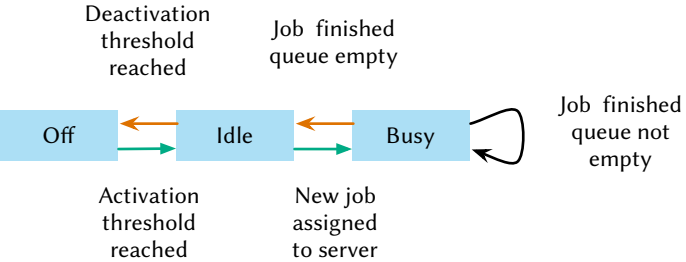 Deactivation
threshold
reached
Job finished
queue empty
Off
Idle
Busy
Job finished
queue not
empty
Activation
threshold
reached
New job
assigned
to server